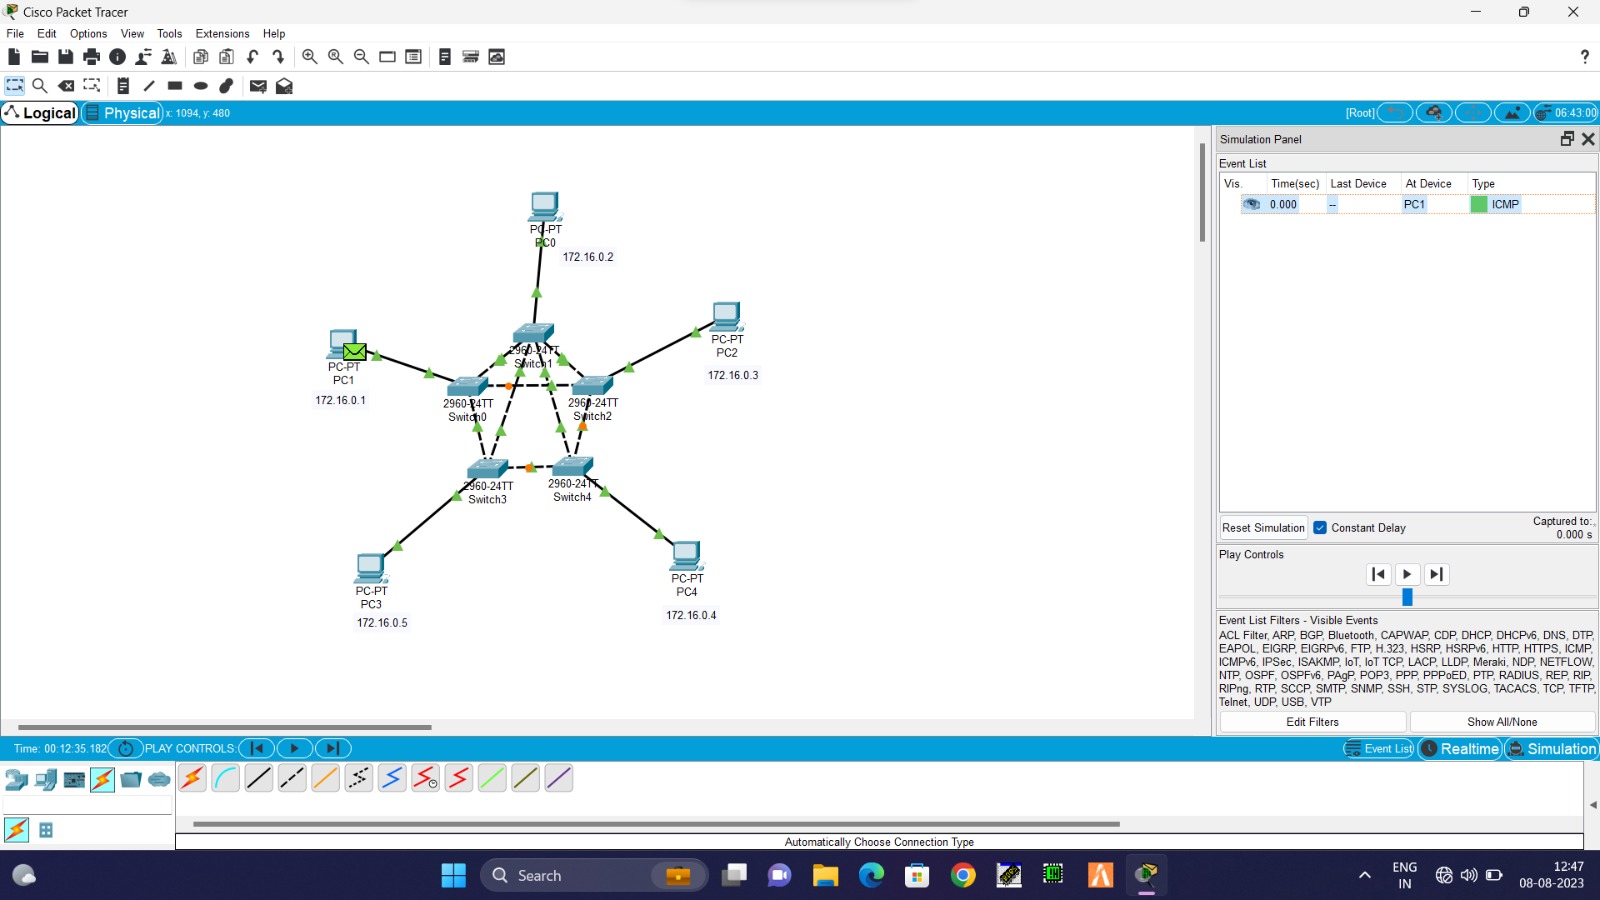 Cisco Packet Tracer
File Edit Options View Tools Extensions Help
?
Logical Physical x: 1094, y: 480 [Root] 06:43:00
Simulation Panel
Event List
Vis. Time(sec) Last Device At Device Type
0.000 -- PC1 ICMP
PC-PT
PC0
172.16.0.2
PC-PT
PC1
172.16.0.1
PC-PT
PC2
172.16.0.3
2960-24TT
Switch1
2960-24TT
Switch0
2960-24TT
Switch2
2960-24TT
Switch3
2960-24TT
Switch4
PC-PT
PC3
172.16.0.5
PC-PT
PC4
172.16.0.4
Reset Simulation Constant Delay Captured to:
0.000 s
Play Controls
Event List Filters - Visible Events
ACL Filter, ARP, BGP, Bluetooth, CAPWAP, CDP, DHCP, DHCPv6, DNS, DTP,
EAPOL, EIGRP, EIGRPv6, FTP, H.323, HSRP, HSRPv6, HTTP, HTTPS, ICMP,
ICMPv6, IPSec, ISAKMP, IoT, IoT TCP, LACP, LLDP, Meraki, NDP, NETFLOW,
NTP, OSPF, OSPFv6, PAgP, POP3, PPP, PPPoED, PTP, RADIUS, REP, RIP,
RIPng, RTP, SCCP, SMTP, SNMP, SSH, STP, SYSLOG, TACACS, TCP, TFTP,
Telnet, UDP, USB, VTP
Edit Filters Show All/None
Time: 00:12:35.182 PLAY CONTROLS: Event List Realtime Simulation
Automatically Choose Connection Type
Search
ENG
IN
12:47
08-08-2023